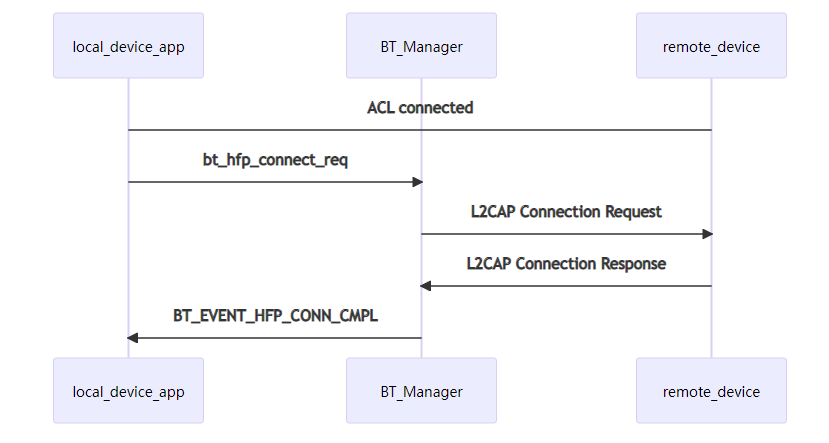 local_device_app
BT_Manager
remote_device
ACL connected
bt_hfp_connect_req
L2CAP Connection Request
L2CAP Connection Response
BT_EVENT_HFP_CONN_CMPL
local_device_app
BT_Manager
remote_device